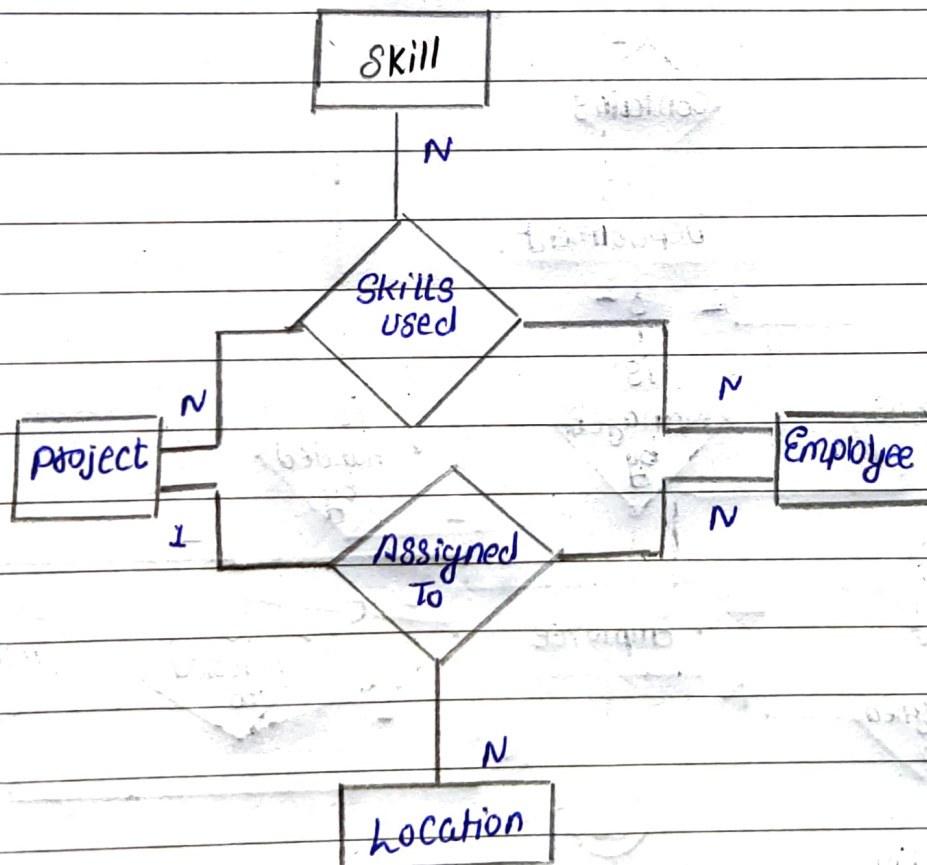 Skill
N
Skills
used
N
N
Project
Employee
1
N
Assigned
To
N
Location